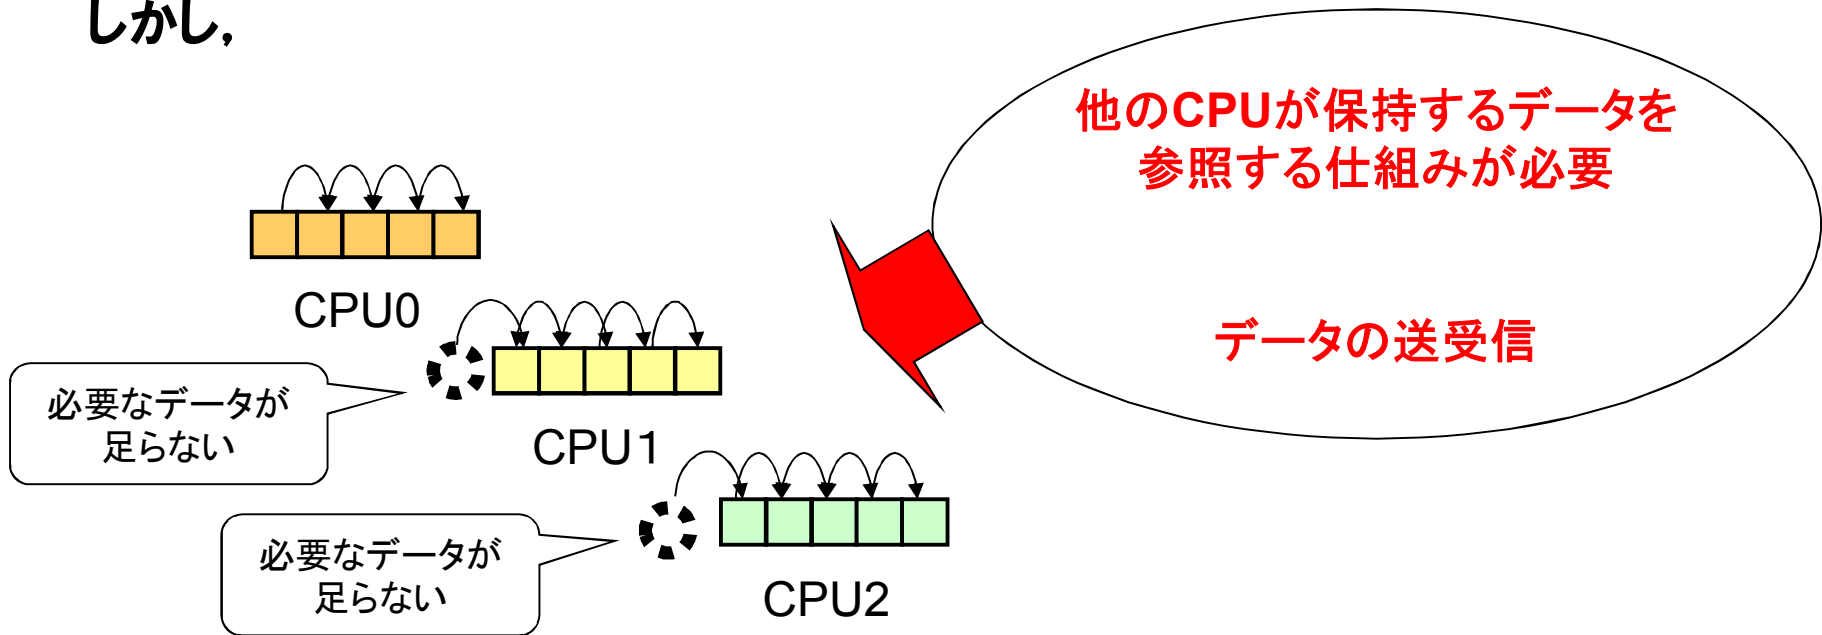 しかし,
他のCPUが保持するデータを
参照する仕組みが必要
データの送受信
CPU0
必要なデータが
足らない
CPU1
必要なデータが
足らない
CPU2